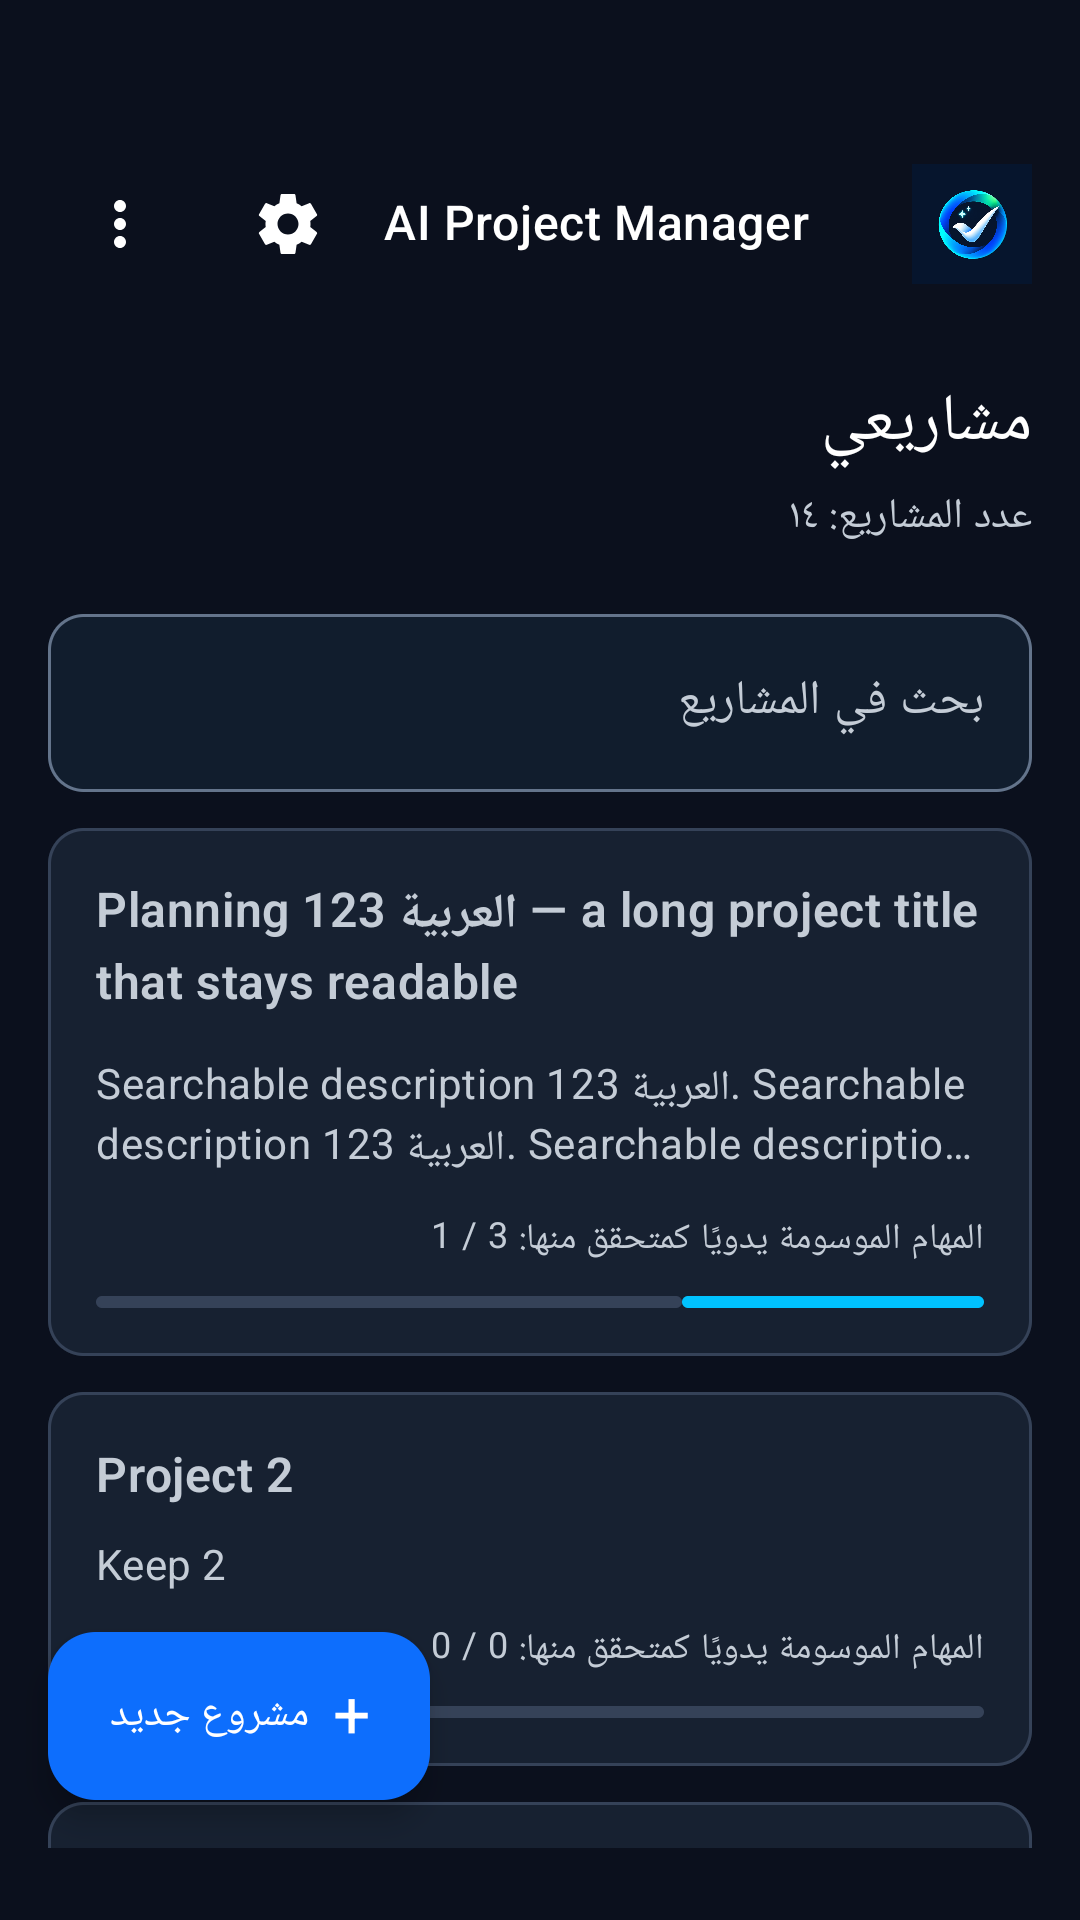 AI Project Manager
مشاريعي
عدد المشاريع: ١٤
بحث في المشاريع
Planning 123 العربية — a long project title
that stays readable
Searchable description 123 العربية. Searchable
description 123 العربية. Searchable descriptio...
المهام الموسومة يدويًا كمتحقق منها: 3 / 1
Project 2
Keep 2
المهام الموسومة يدويًا كمتحقق منها: 0 / 0
مشروع جديد